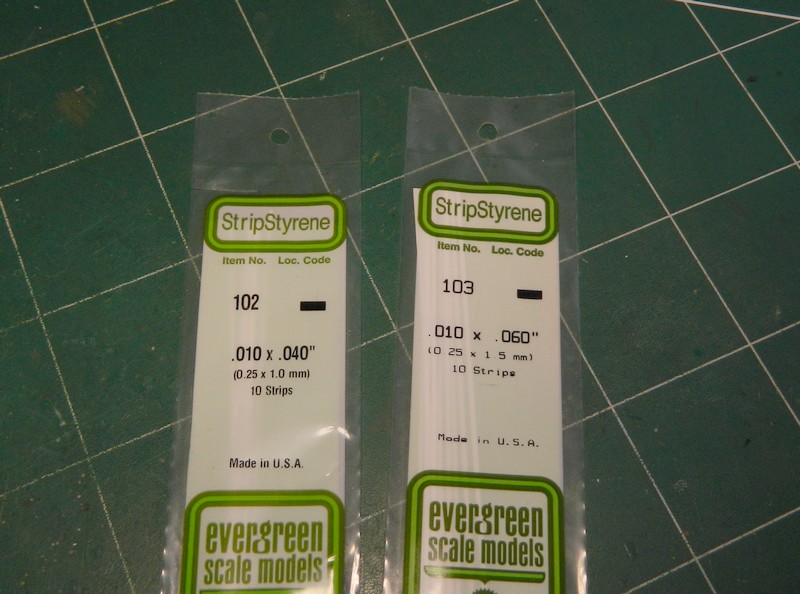 StripStyrene
Item No. Loc. Code
102
.010 x .040"
(0.25 x 1.0 mm)
10 Strips
Made in U.S.A.
evergreen
scale models
StripStyrene
Item No. Loc. Code
103
.010 x .060"
(0 25 x 1 5 mm)
10 Strips
Made in U.S.A.
evergreen
scale models